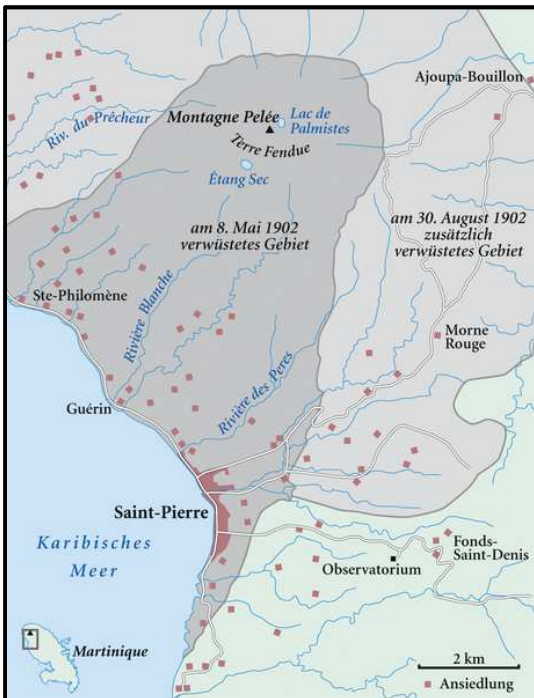 Ajoupa-Bouillon
Montagne Pelée
Lac de
Palmistes
Riv. du Prêcheur
Terre Fendue
Étang Sec
am 8. Mai 1902
verwüstetes Gebiet
am 30. August 1902
zusätzlich
verwüstetes Gebiet
Ste-Philomène
Rivière Blanche
Morne
Rouge
Guérin
Rivière des Peres
Saint-Pierre
Karibisches
Meer
Observatorium
Fonds-
Saint-Denis
Martinique
2 km
Ansiedlung